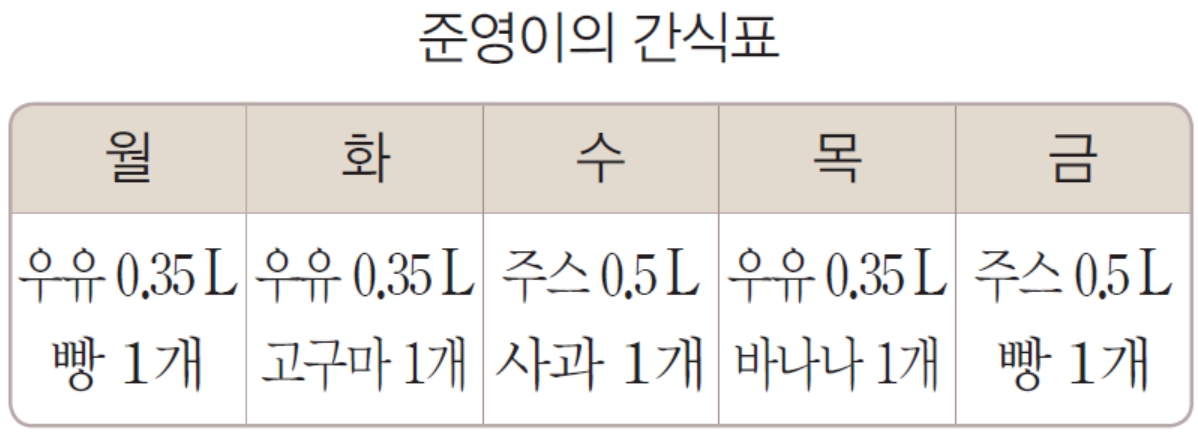 준영이의 간식표
월 화 수 목 금
우유 0.35 L 우유 0.35 L 주스 0.5 L 우유 0.35 L 주스 0.5 L
빵 1개 고구마 1개 사과 1개 바나나 1개 빵 1개